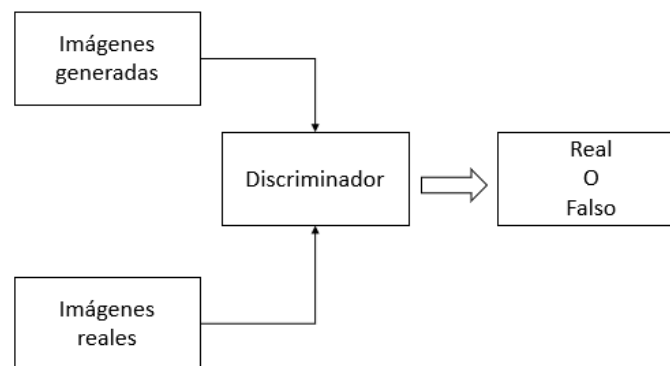 Imágenes
generadas
Discriminador
Real
O
Falso
Imágenes
reales